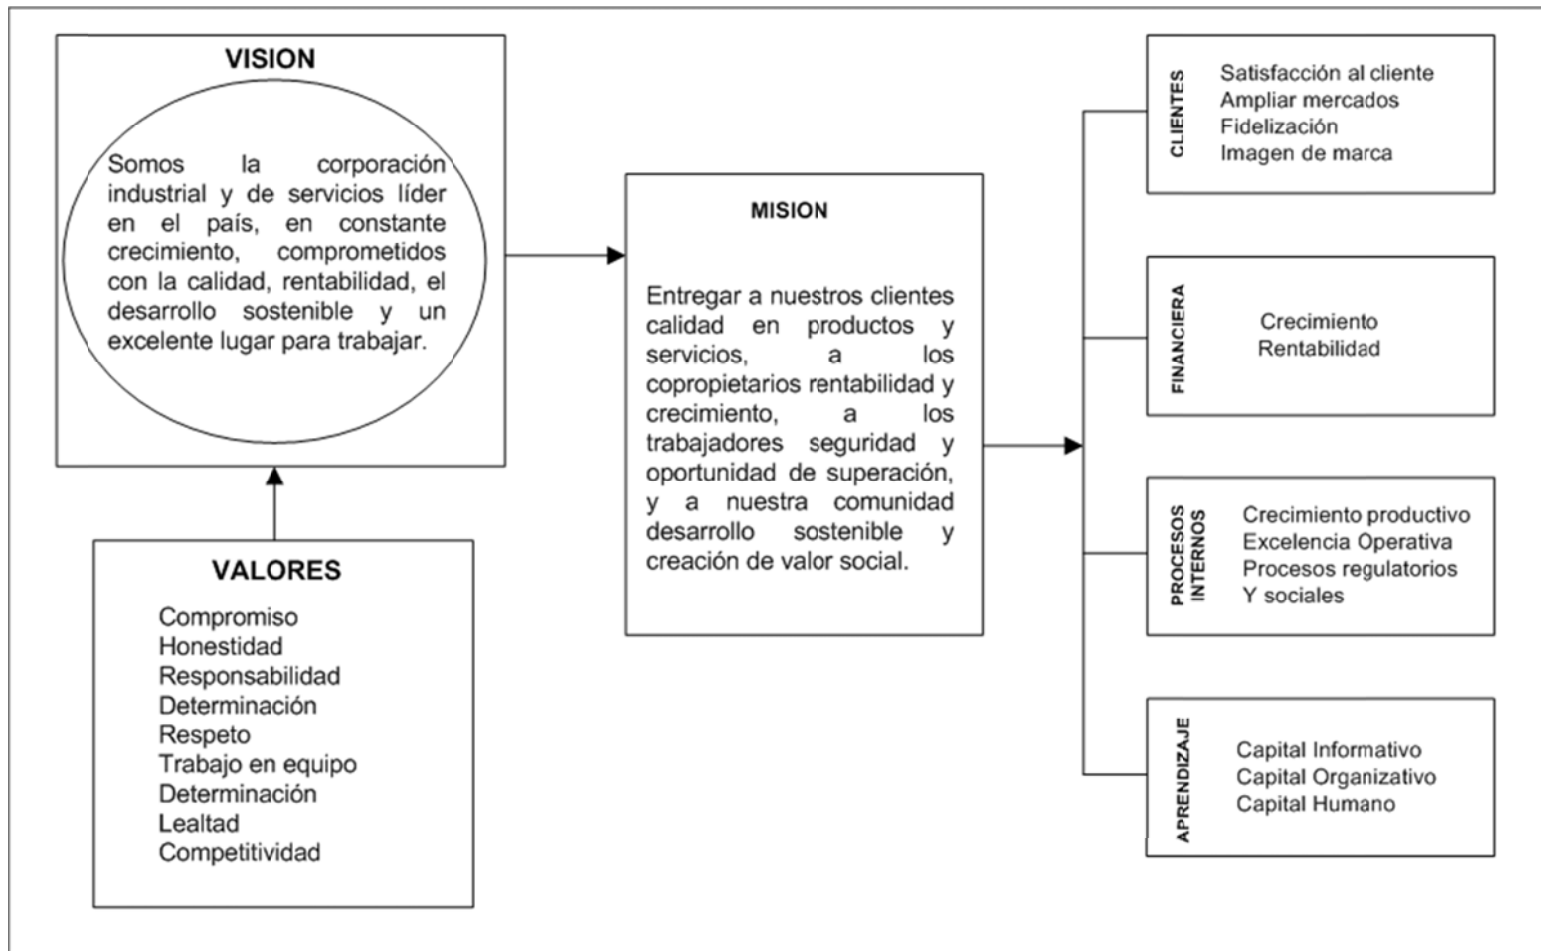 VISION
Somos la corporación
industrial y de servicios líder
en el país, en constante
crecimiento, comprometidos
con la calidad, rentabilidad, el
desarrollo sostenible y un
excelente lugar para trabajar.
VALORES
Compromiso
Honestidad
Responsabilidad
Determinación
Respeto
Trabajo en equipo
Determinación
Lealtad
Competitividad
MISION
Entregar a nuestros clientes
calidad en productos y
servicios, a los
copropietarios rentabilidad y
crecimiento, a los
trabajadores seguridad y
oportunidad de superación,
y a nuestra comunidad
desarrollo sostenible y
creación de valor social.
CLIENTES
Satisfacción al cliente
Ampliar mercados
Fidelización
Imagen de marca
FINANCIERA
Crecimiento
Rentabilidad
PROCESOS
INTERNOS
Crecimiento productivo
Excelencia Operativa
Procesos regulatorios
Y sociales
APRENDIZAJE
Capital Informativo
Capital Organizativo
Capital Humano